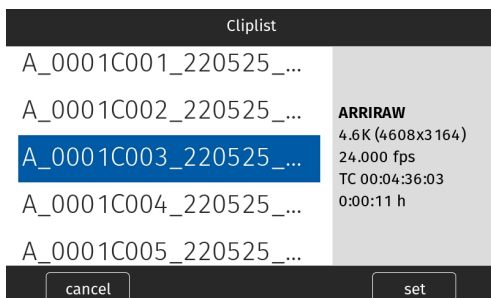 Cliplist
A_0001C001_220525_...
A_0001C002_220525_...
A_0001C003_220525_...
A_0001C004_220525_...
A_0001C005_220525_...
ARRIRAW
4.6K (4608x3164)
24.000 fps
TC 00:04:36:03
0:00:11 h
cancel
set